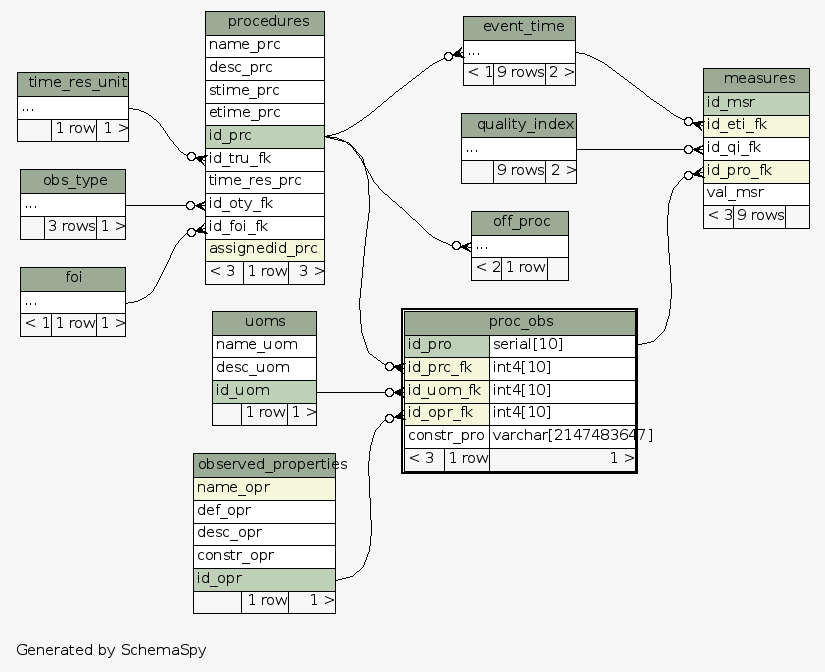 procedures
name_prc
desc_prc
stime_prc
etime_prc
id_prc
id_tru_fk
time_res_prc
id_oty_fk
id_foi_fk
assignedid_prc
< 3 1 row 3 >
time_res_unit
...
1 row 1 >
obs_type
...
3 rows 1 >
foi
...
< 1 1 row 1 >
event_time
...
< 1 9 rows 2 >
quality_index
...
9 rows 2 >
off_proc
...
< 2 1 row
measures
id_msr
id_eti_fk
id_qi_fk
id_pro_fk
val_msr
< 3 9 rows
uoms
name_uom
desc_uom
id_uom
1 row 1 >
proc_obs
id_pro serial[10]
id_prc_fk int4[10]
id_uom_fk int4[10]
id_opr_fk int4[10]
constr_pro varchar[2147483647]
< 3 1 row 1 >
observed_properties
name_opr
def_opr
desc_opr
constr_opr
id_opr
1 row 1 >
Generated by SchemaSpy